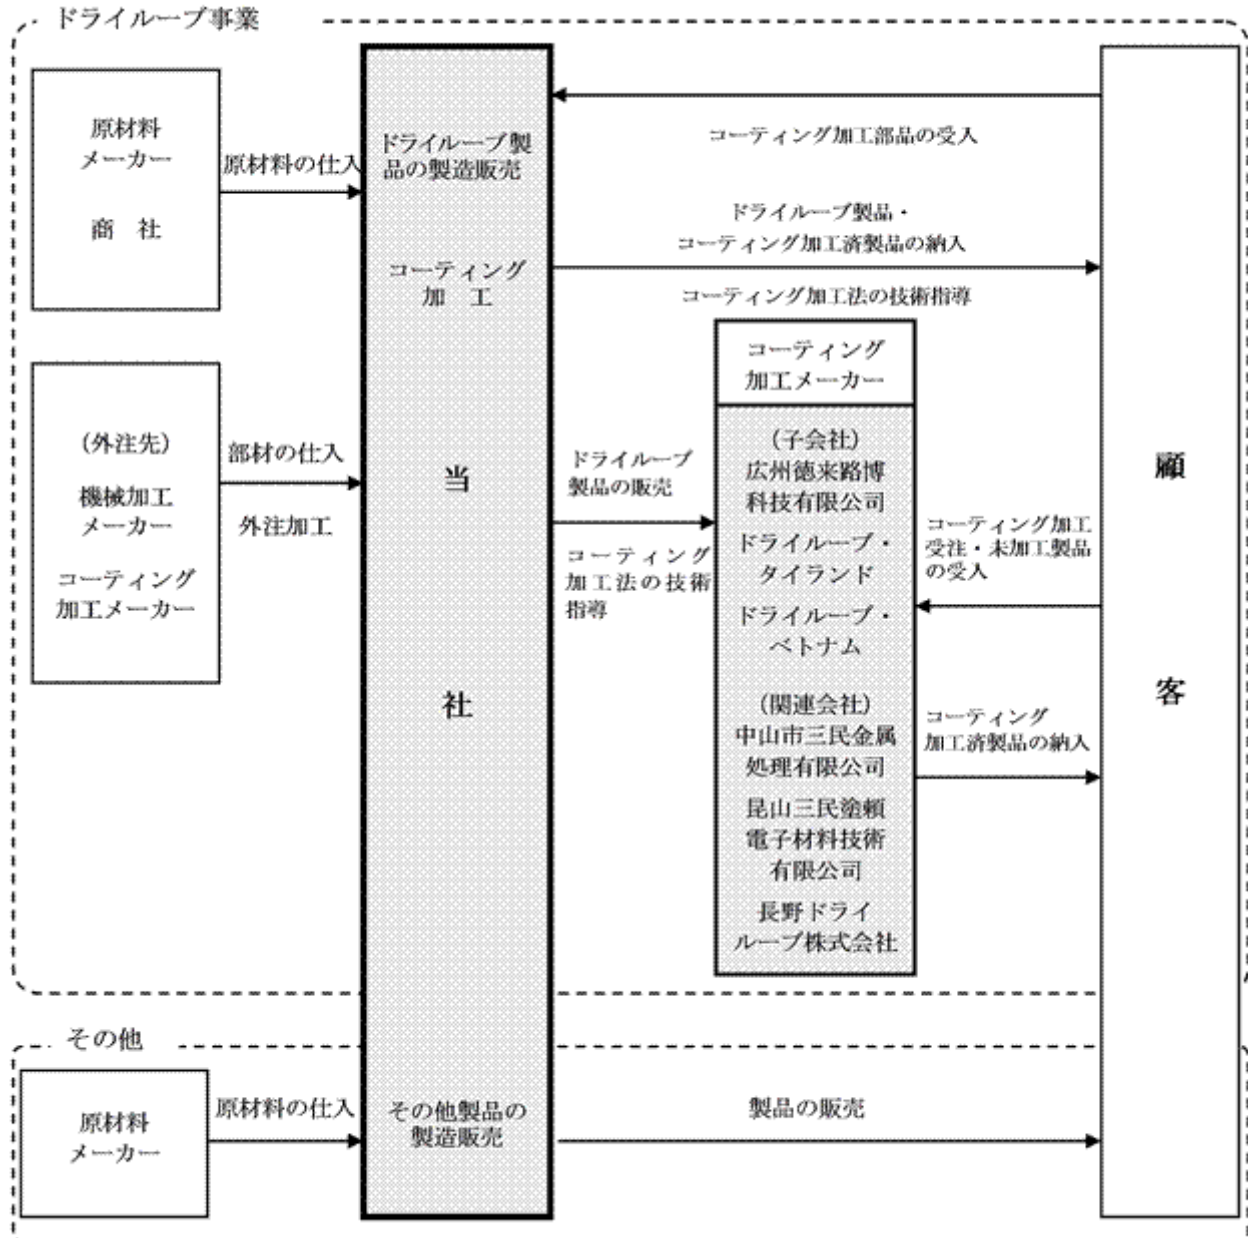 ドライルーブ事業
原材料
メーカー
商　社
原材料の仕入
ドライルーブ製
品の製造販売
コーティング
加　工
コーティング加工部品の受入
ドライルーブ製品・
コーティング加工済製品の納入
コーティング加工法の技術指導
(外注先)
機械加工
メーカー
コーティング
加工メーカー
部材の仕入
外注加工
当
社
ドライルーブ
製品の販売
コーティング
加工法の技術
指導
コーティング
加工メーカー
(子会社)
広州徳来路博
科技有限公司
ドライルーブ・
タイランド
ドライルーブ・
ベトナム
(関連会社)
中山市三民金属
処理有限公司
昆山三民塗頼
電子材料技術
有限公司
長野ドライ
ルーブ株式会社
コーティング加工
受注・未加工製品
の受入
コーティング
加工済製品の納入
顧
客
その他
原材料
メーカー
原材料の仕入
その他製品の
製造販売
製品の販売